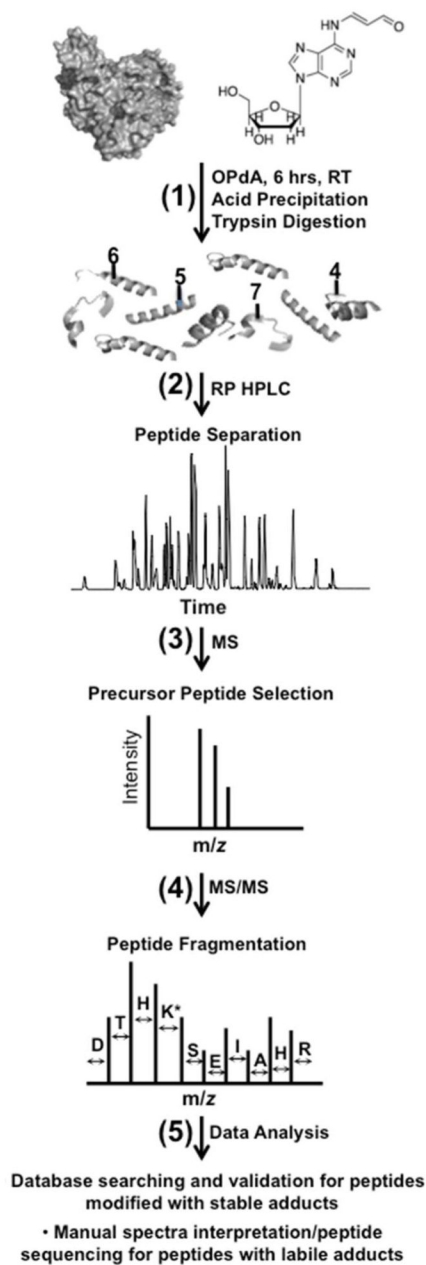 HN
O
N
N
N
N
HO
O
H
H
H
H
OH
H
(1)
OPdA, 6 hrs, RT
Acid Precipitation
Trypsin Digestion
6
5
7
4
(2)
RP HPLC
Peptide Separation
Time
(3)
MS
Precursor Peptide Selection
Intensity
m/z
(4)
MS/MS
Peptide Fragmentation
D
T
H
K*
S
E
I
A
H
R
m/z
(5)
Data Analysis
Database searching and validation for peptides
modified with stable adducts
• Manual spectra interpretation/peptide
sequencing for peptides with labile adducts